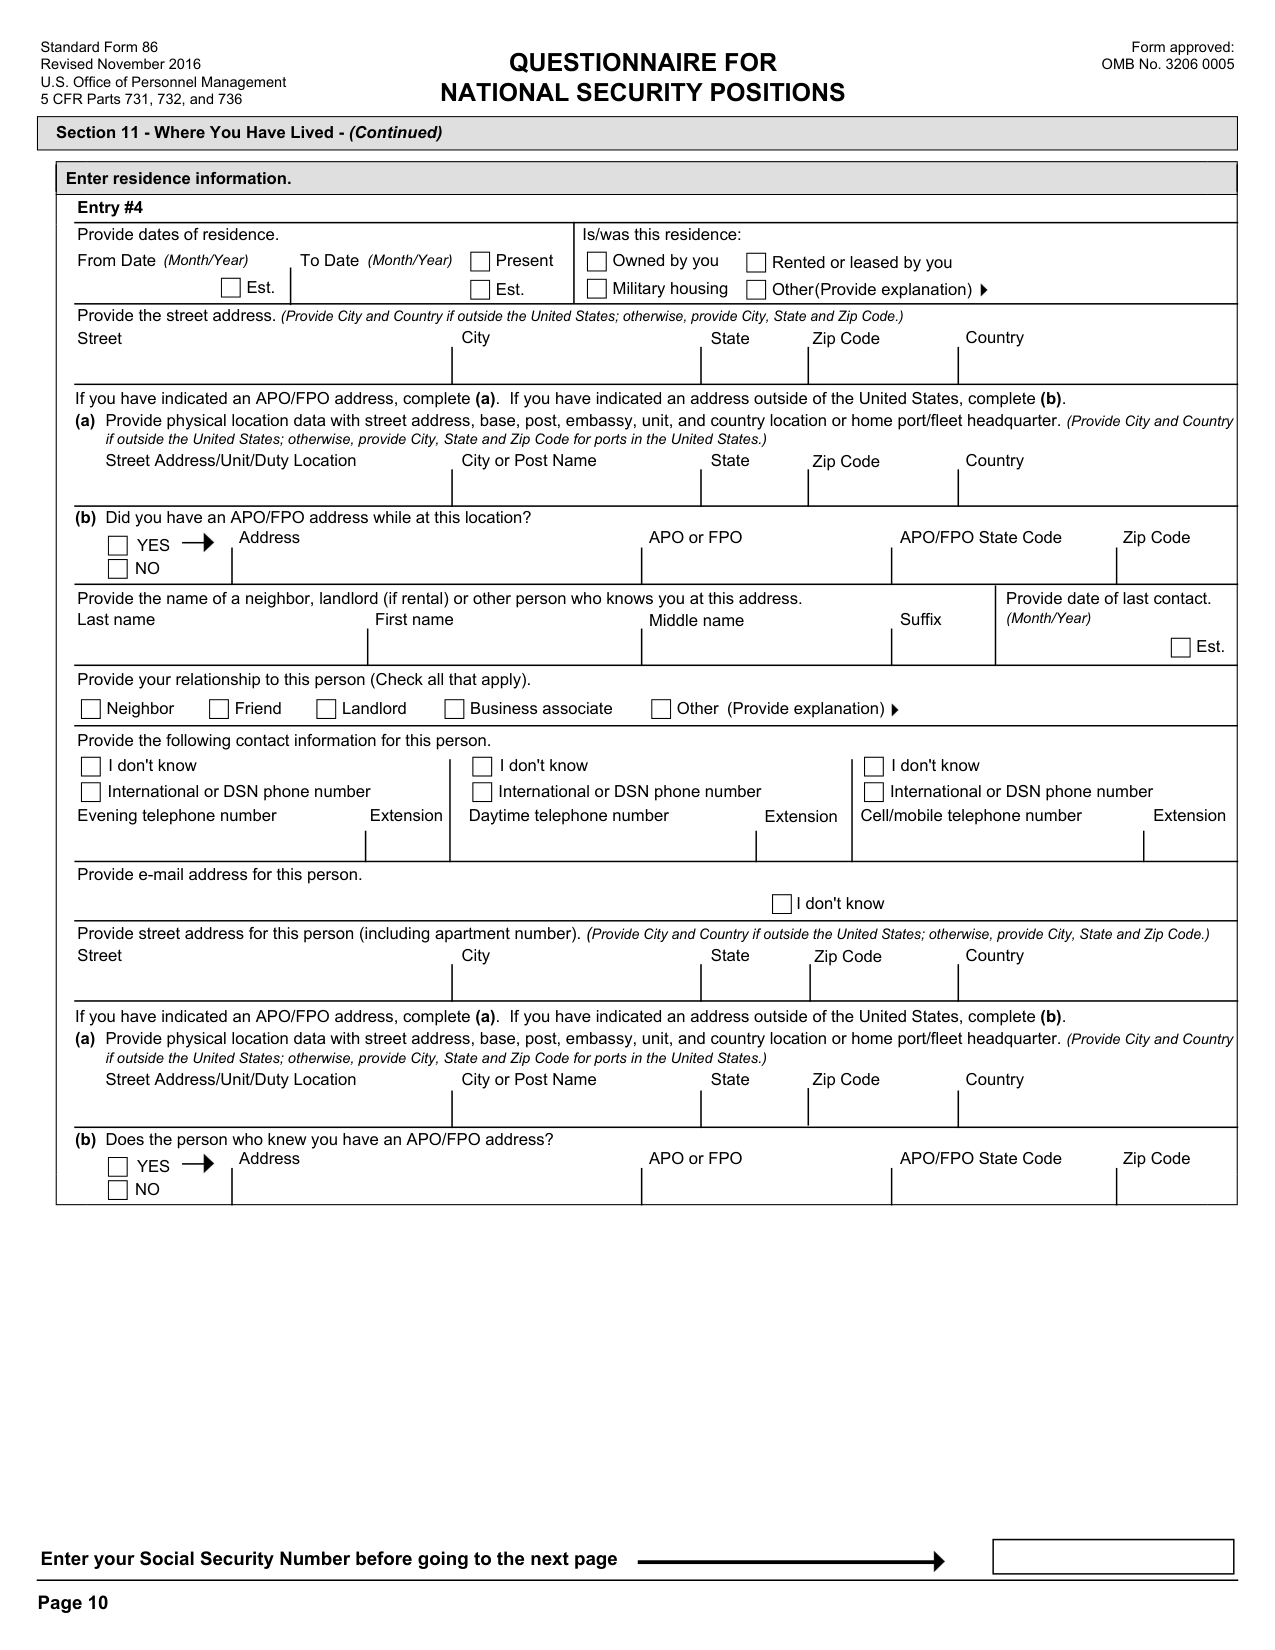 Standard Form 86
Revised November 2016
U.S. Office of Personnel Management
5 CFR Parts 731, 732, and 736
QUESTIONNAIRE FOR
NATIONAL SECURITY POSITIONS
Form approved:
OMB No. 3206 0005
Section 11 - Where You Have Lived - (Continued)
Enter residence information.
Entry #4
Provide dates of residence.
From Date (Month/Year)
Est.
To Date (Month/Year)
Present
Est.
Is/was this residence:
Owned by you
Rented or leased by you
Military housing
Other(Provide explanation)
Provide the street address. (Provide City and Country if outside the United States; otherwise, provide City, State and Zip Code.)
Street City State Zip Code Country
If you have indicated an APO/FPO address, complete (a). If you have indicated an address outside of the United States, complete (b).
(a) Provide physical location data with street address, base, post, embassy, unit, and country location or home port/fleet headquarter. (Provide City and Country
if outside the United States; otherwise, provide City, State and Zip Code for ports in the United States.)
Street Address/Unit/Duty Location City or Post Name State Zip Code Country
(b) Did you have an APO/FPO address while at this location?
YES Address APO or FPO APO/FPO State Code Zip Code
NO
Provide the name of a neighbor, landlord (if rental) or other person who knows you at this address.
Last name First name Middle name Suffix
Provide date of last contact.
(Month/Year)
Est.
Provide your relationship to this person (Check all that apply).
Neighbor Friend Landlord Business associate Other (Provide explanation)
Provide the following contact information for this person.
I don't know I don't know I don't know
International or DSN phone number International or DSN phone number International or DSN phone number
Evening telephone number Extension Daytime telephone number Extension Cell/mobile telephone number Extension
Provide e-mail address for this person.
I don't know
Provide street address for this person (including apartment number). (Provide City and Country if outside the United States; otherwise, provide City, State and Zip Code.)
Street City State Zip Code Country
If you have indicated an APO/FPO address, complete (a). If you have indicated an address outside of the United States, complete (b).
(a) Provide physical location data with street address, base, post, embassy, unit, and country location or home port/fleet headquarter. (Provide City and Country
if outside the United States; otherwise, provide City, State and Zip Code for ports in the United States.)
Street Address/Unit/Duty Location City or Post Name State Zip Code Country
(b) Does the person who knew you have an APO/FPO address?
YES Address APO or FPO APO/FPO State Code Zip Code
NO
Enter your Social Security Number before going to the next page
Page 10